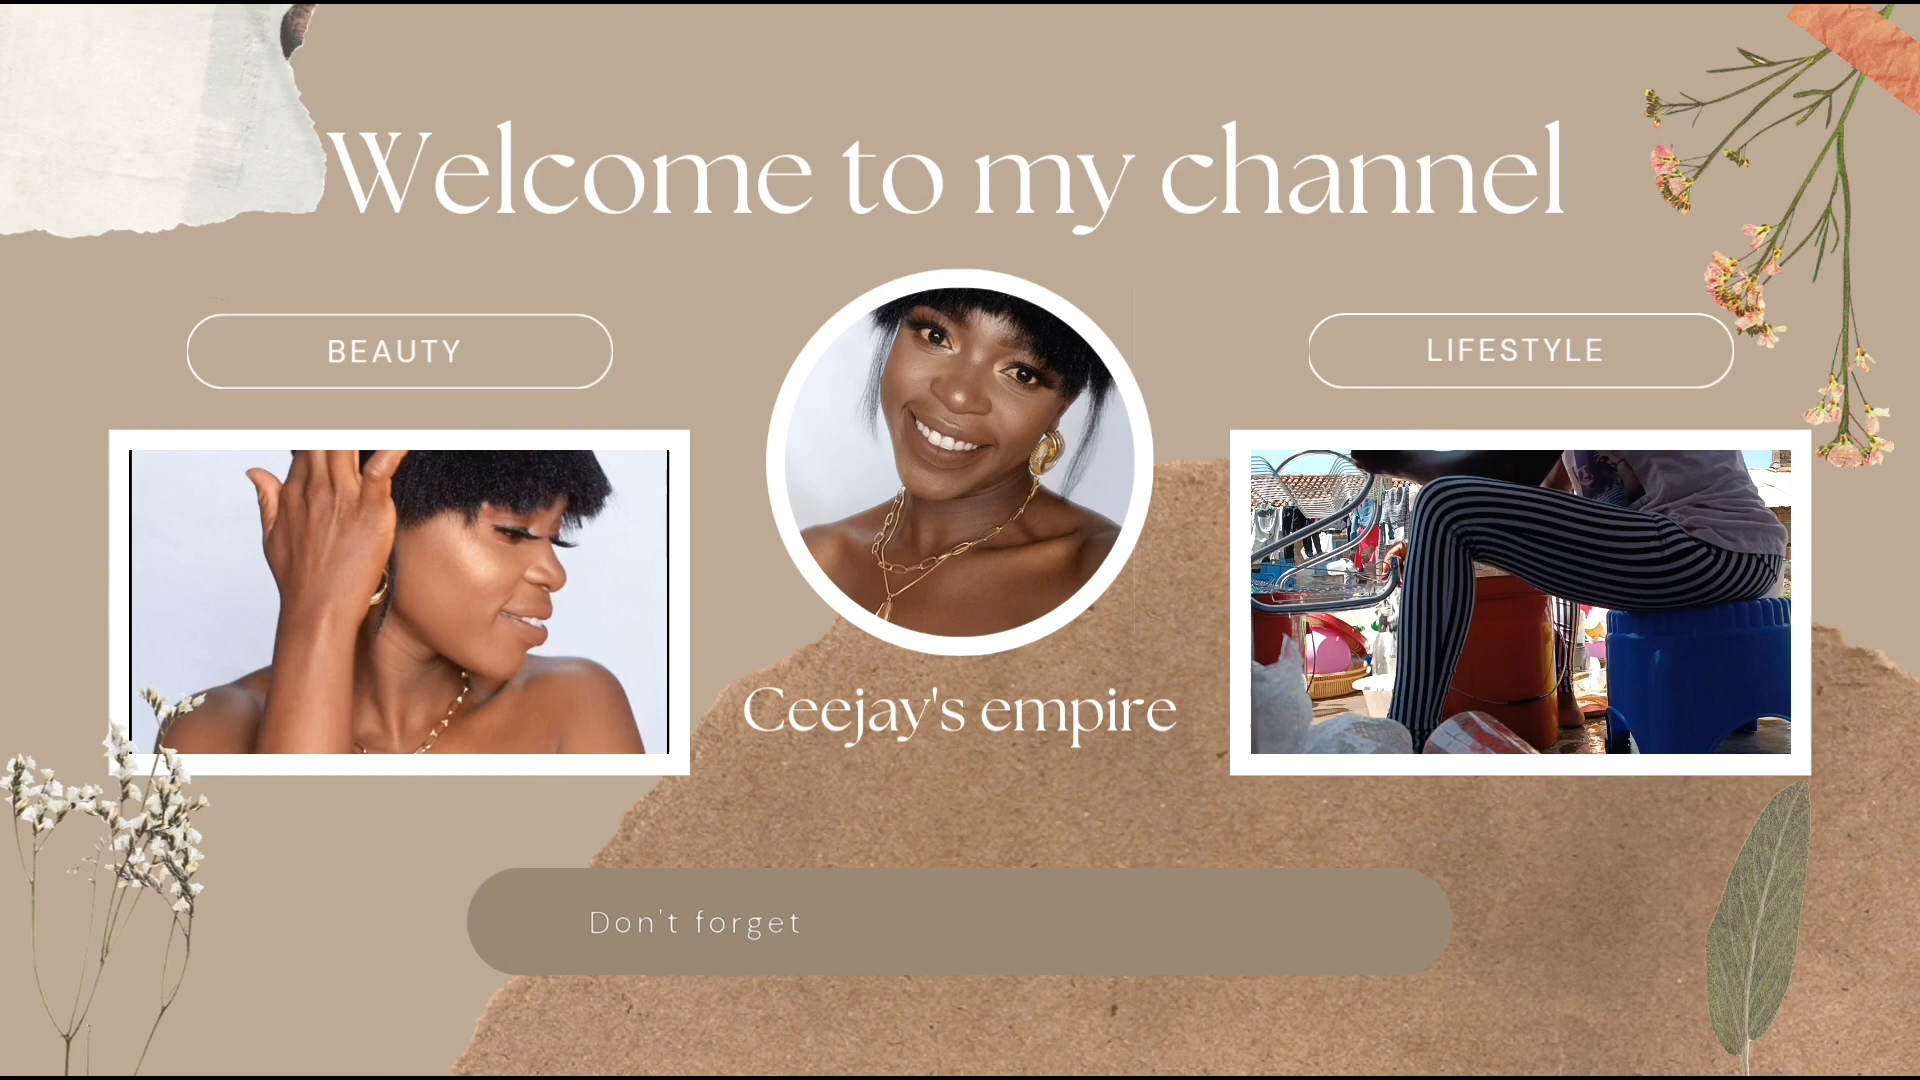 Welcome to my channel
BEAUTY
LIFESTYLE
Ceejay's empire
Don't forget